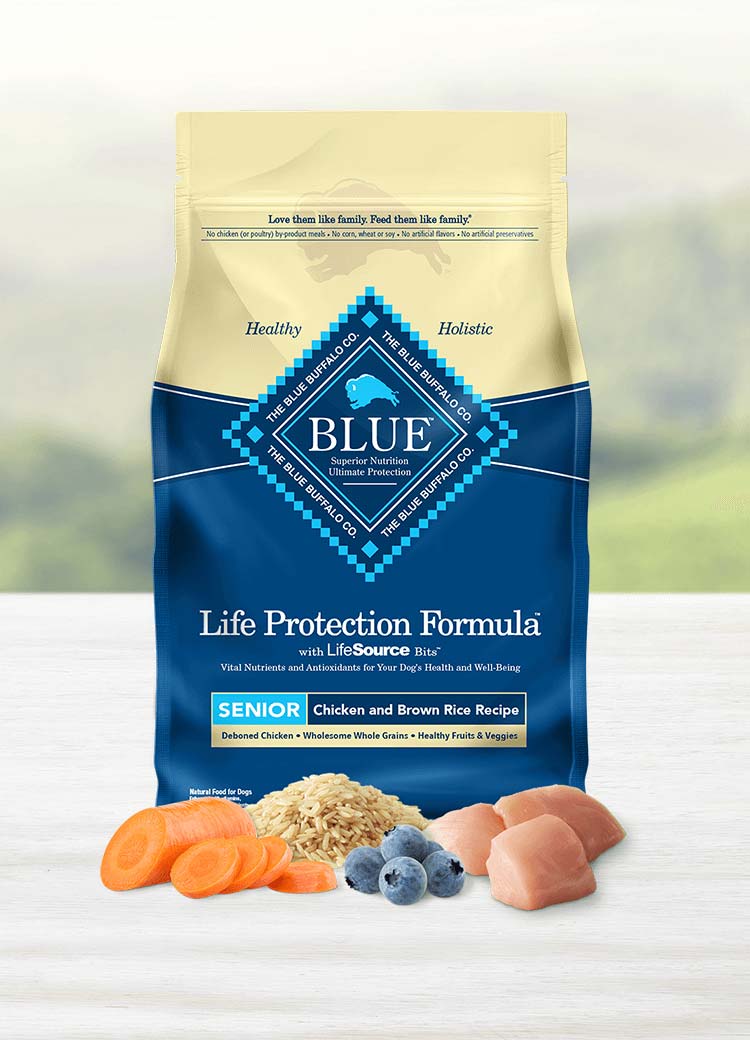 Love them like family. Feed them like family.®
No chicken (or poultry) by-product meals • No corn, wheat or soy • No artificial flavors • No artificial preservatives
Healthy
Holistic
THE BLUE BUFFALO CO.
THE BLUE BUFFALO CO.
BLUE™
Superior Nutrition
Ultimate Protection
THE BLUE BUFFALO CO.
THE BLUE BUFFALO CO.
Life Protection Formula™
with LifeSource Bits™
Vital Nutrients and Antioxidants for Your Dog's Health and Well-Being
SENIOR Chicken and Brown Rice Recipe
Deboned Chicken • Wholesome Whole Grains • Healthy Fruits & Veggies
Natural Food for Dogs